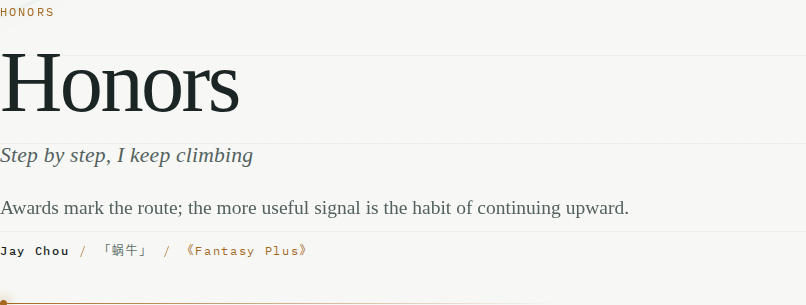 HONORS
Honors
Step by step, I keep climbing
Awards mark the route; the more useful signal is the habit of continuing upward.
Jay Chou / 「蜗牛」 / 《Fantasy Plus》